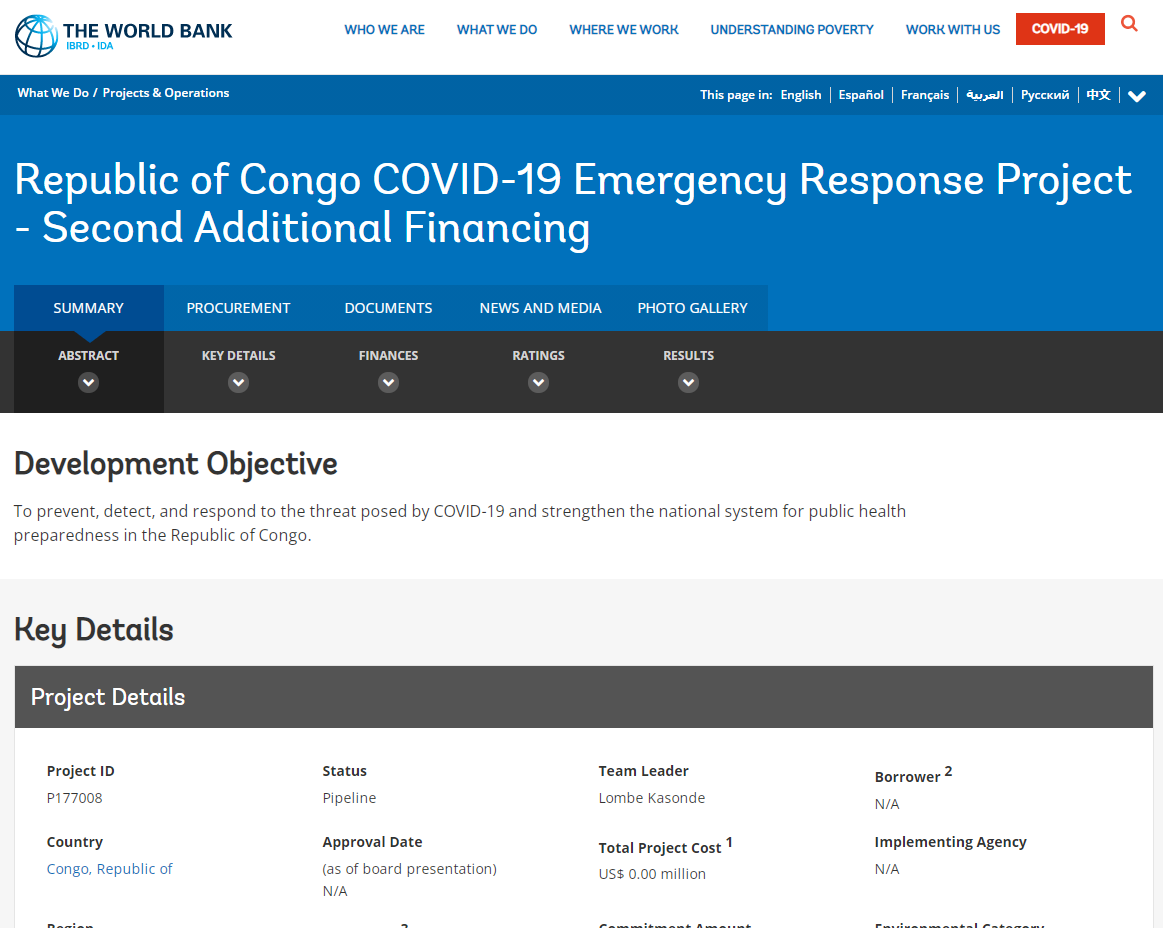 THE WORLD BANK
IBRD • IDA
WHO WE ARE WHAT WE DO WHERE WE WORK UNDERSTANDING POVERTY WORK WITH US COVID-19
What We Do / Projects & Operations
This page in: English Español Français العربية Русский 中文
Republic of Congo COVID-19 Emergency Response Project
- Second Additional Financing
SUMMARY PROCUREMENT DOCUMENTS NEWS AND MEDIA PHOTO GALLERY
ABSTRACT KEY DETAILS FINANCES RATINGS RESULTS
Development Objective
To prevent, detect, and respond to the threat posed by COVID-19 and strengthen the national system for public health
preparedness in the Republic of Congo.
Key Details
Project Details
Project ID Status Team Leader Borrower 2
P177008 Pipeline Lombe Kasonde N/A
Country Approval Date Total Project Cost 1 Implementing Agency
Congo, Republic of (as of board presentation) US$ 0.00 million N/A
N/A
Region 3 Commitment Amount Environmental Category